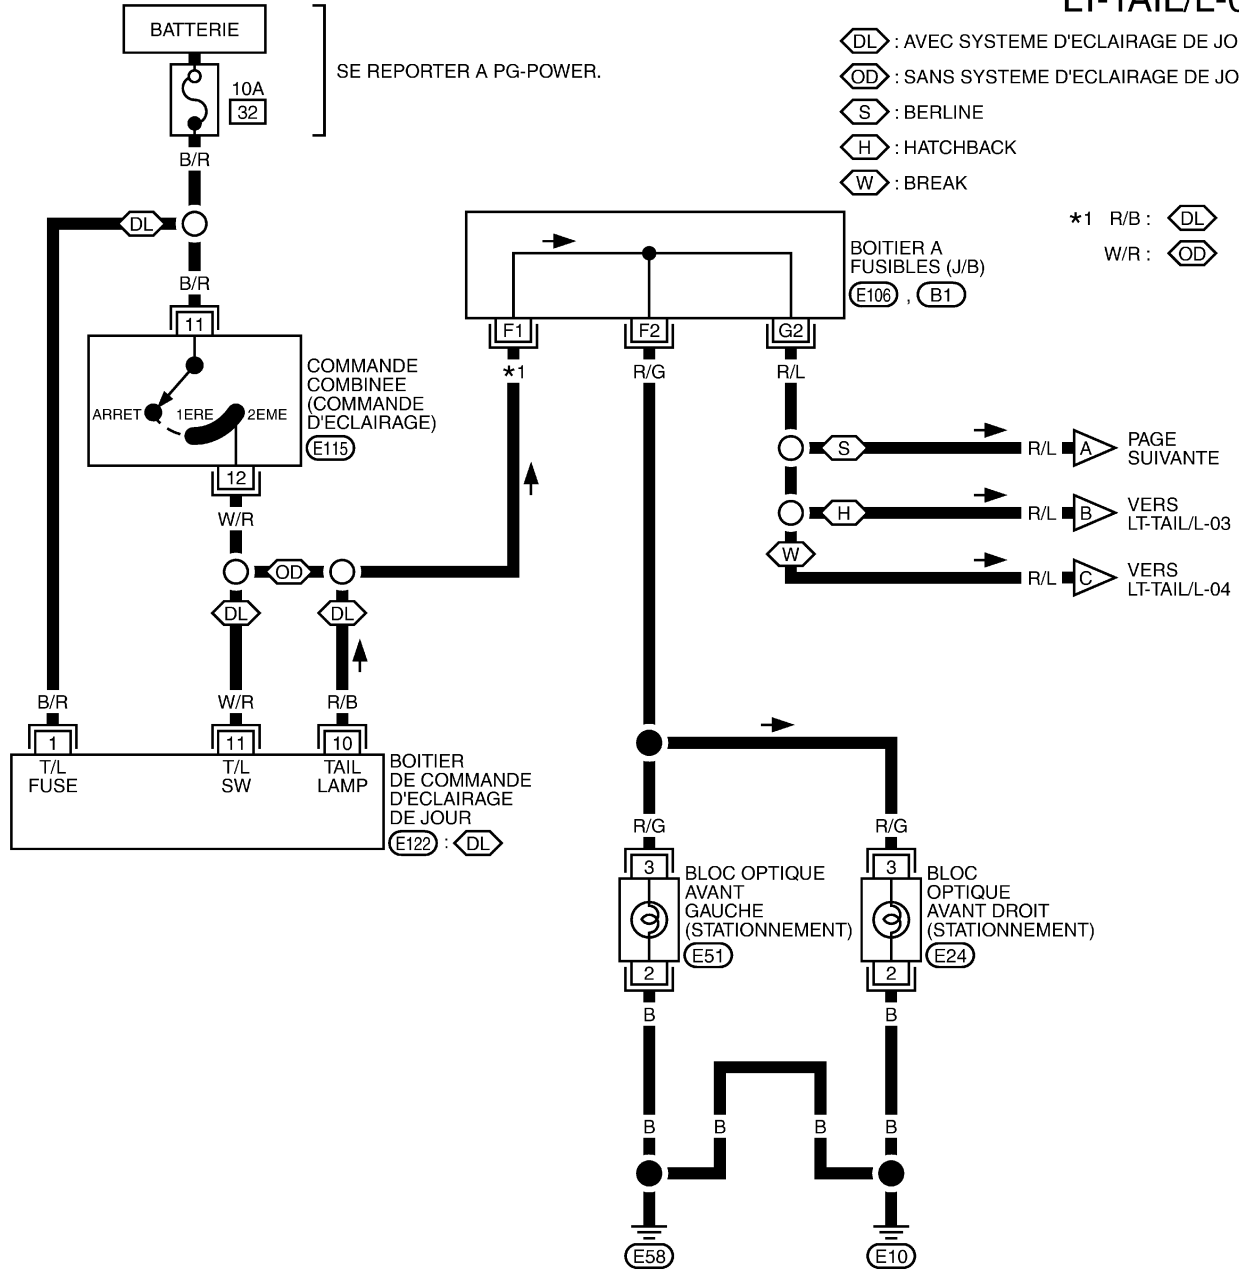 BATTERIE
10A
32
SE REPORTER A PG-POWER.
B/R
DL
B/R
11
COMMANDE
COMBINEE
(COMMANDE
D'ECLAIRAGE)
E115
ARRET
1ERE
2EME
12
W/R
OD
DL
DL
B/R
W/R
R/B
1
11
10
T/L
FUSE
T/L
SW
TAIL
LAMP
BOITIER
DE COMMANDE
D'ECLAIRAGE
DE JOUR
E122 : DL
DL : AVEC SYSTEME D'ECLAIRAGE DE JO
OD : SANS SYSTEME D'ECLAIRAGE DE JO
S : BERLINE
H : HATCHBACK
W : BREAK
*1 R/B : DL
W/R : OD
BOITIER A
FUSIBLES (J/B)
E106 , B1
F1
F2
G2
*1
R/G
R/L
S
R/L
A
PAGE
SUIVANTE
H
R/L
B
VERS
LT-TAIL/L-03
W
R/L
C
VERS
LT-TAIL/L-04
R/G
R/G
3
3
BLOC OPTIQUE
AVANT
GAUCHE
(STATIONNEMENT)
E51
BLOC
OPTIQUE
AVANT DROIT
(STATIONNEMENT)
E24
2
2
B
B
B
B
B
B
E58
E10